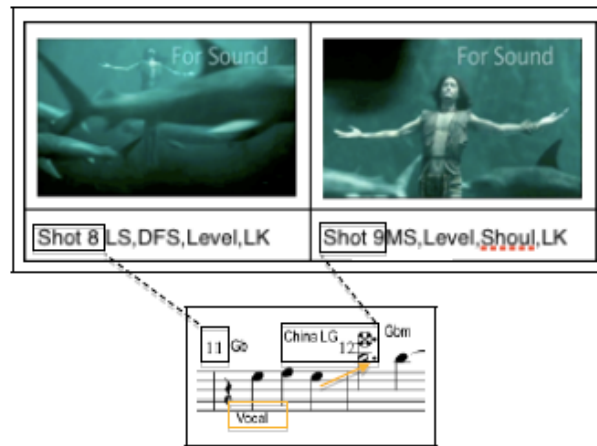 For Sound
For Sound
Shot 8 LS,DFS,Level,LK
Shot 9 MS,Level,Shoul,LK
11 Gb
China LG 12 Gbm
Vocal